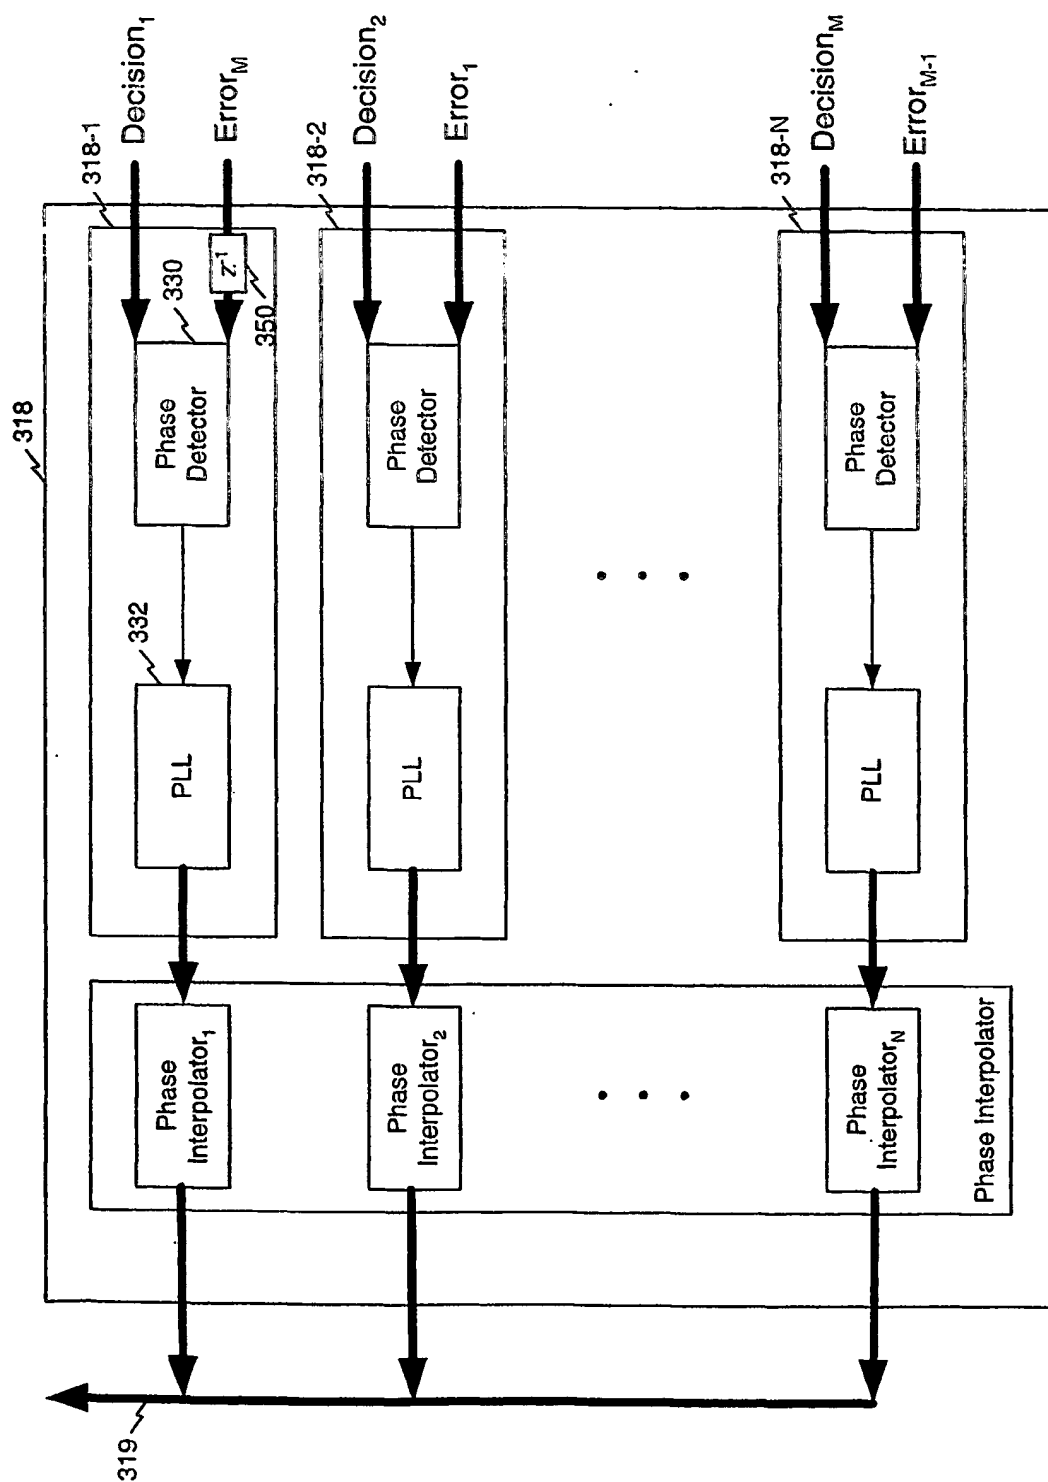 318
318-1
Decision1
ErrorM
330
Z-1
350
Phase
Detector
332
PLL
Phase
Interpolator1
318-2
Decision2
Error1
Phase
Detector
PLL
Phase
Interpolator2
318-N
DecisionM
ErrorM-1
Phase
Detector
PLL
Phase
InterpolatorN
Phase Interpolator
319